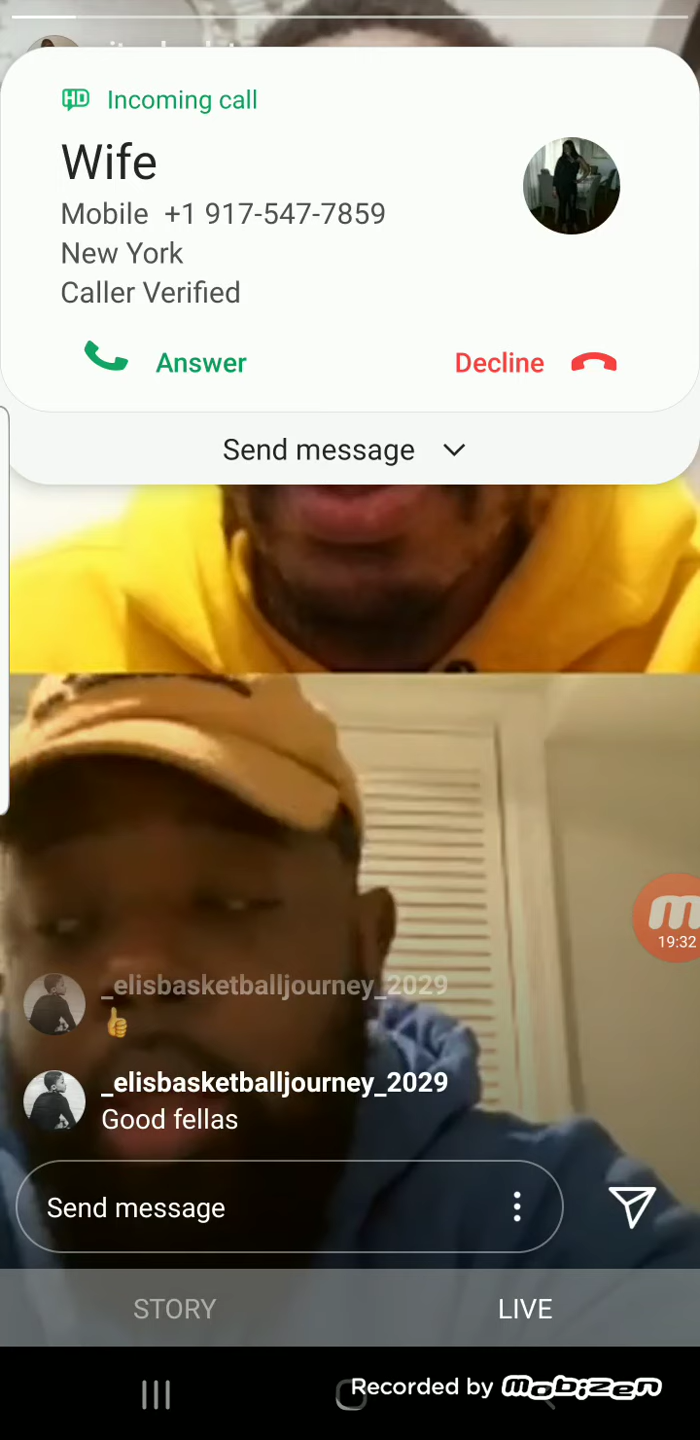 HD Incoming call
Wife
Mobile +1 917-547-7859
New York
Caller Verified
Answer
Decline
Send message
_elisbasketballjourney_2029
👍
_elisbasketballjourney_2029
Good fellas
19:32
Send message
STORY
LIVE
Recorded by mobizen